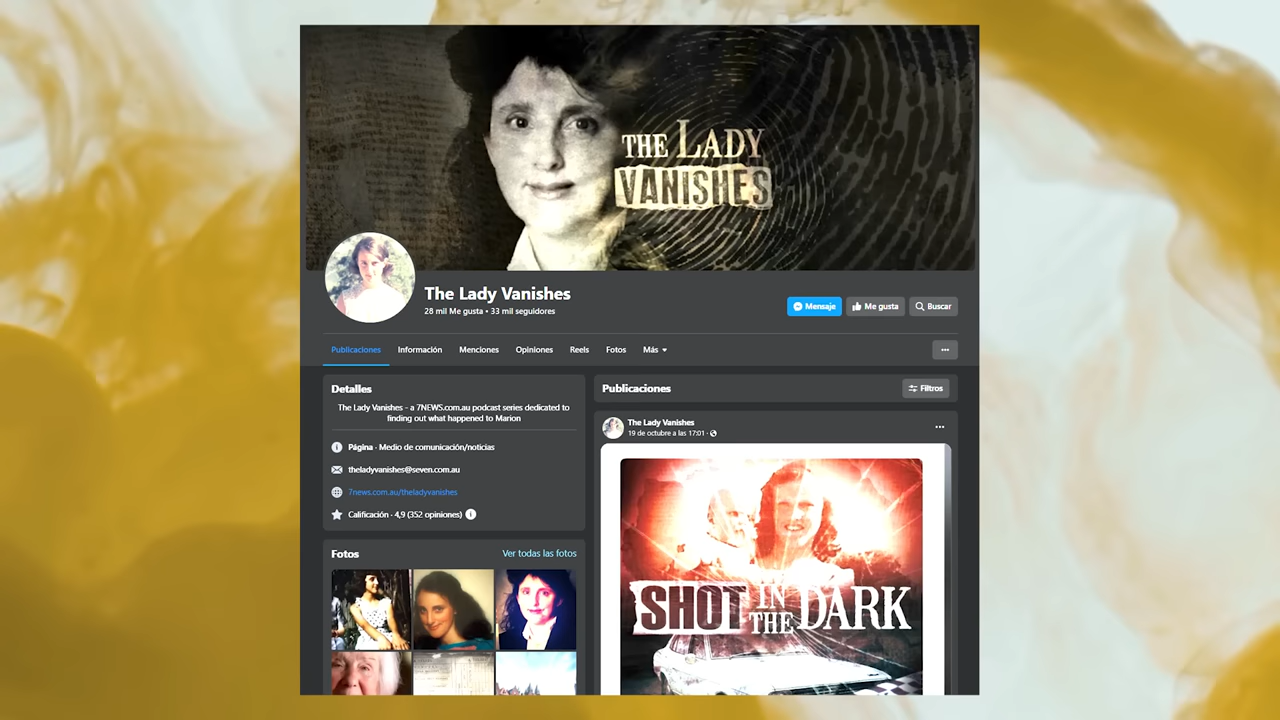 THE LADY
VANISHES
The Lady Vanishes
28 mil Me gusta • 33 mil seguidores
Mensaje
Me gusta
Buscar
Publicaciones
Información
Menciones
Opiniones
Reels
Fotos
Más
Detalles
The Lady Vanishes - a 7NEWS.com.au podcast series dedicated to
finding out what happened to Marion
Página · Medio de comunicación/noticias
theladyvanishes@seven.com.au
7news.com.au/theladyvanishes
Calificación · 4,9 (352 opiniones)
Fotos
Ver todas las fotos
Publicaciones
Filtros
The Lady Vanishes
19 de octubre a las 17:01 ·
SHOT IN THE DARK